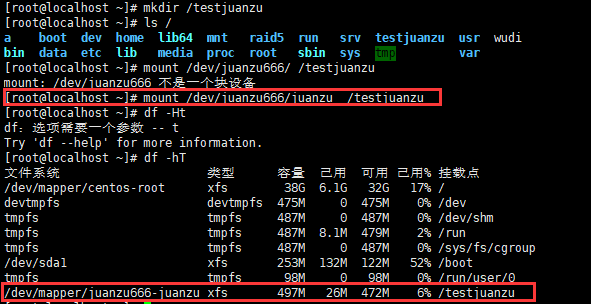 [root@localhost ~]# mkdir /testjuanzu
[root@localhost ~]# ls /
a boot dev home lib64 mnt raid5 run srv testjuanzu usr wudi
bin data etc lib media proc root sbin sys tmp var
[root@localhost ~]# mount /dev/juanzu666/ /testjuanzu
mount: /dev/juanzu666 不是一个块设备
[root@localhost ~]# mount /dev/juanzu666/juanzu /testjuanzu
[root@localhost ~]# df -Ht
df：选项需要一个参数 -- t
Try 'df --help' for more information.
[root@localhost ~]# df -hT
文件系统 类型 容量 已用 可用 已用% 挂载点
/dev/mapper/centos-root xfs 38G 6.1G 32G 17% /
devtmpfs devtmpfs 475M 0 475M 0% /dev
tmpfs tmpfs 487M 0 487M 0% /dev/shm
tmpfs tmpfs 487M 8.1M 479M 2% /run
tmpfs tmpfs 487M 0 487M 0% /sys/fs/cgroup
/dev/sda1 xfs 253M 132M 122M 52% /boot
tmpfs tmpfs 98M 0 98M 0% /run/user/0
/dev/mapper/juanzu666-juanzu xfs 497M 26M 472M 6% /testjuanzu